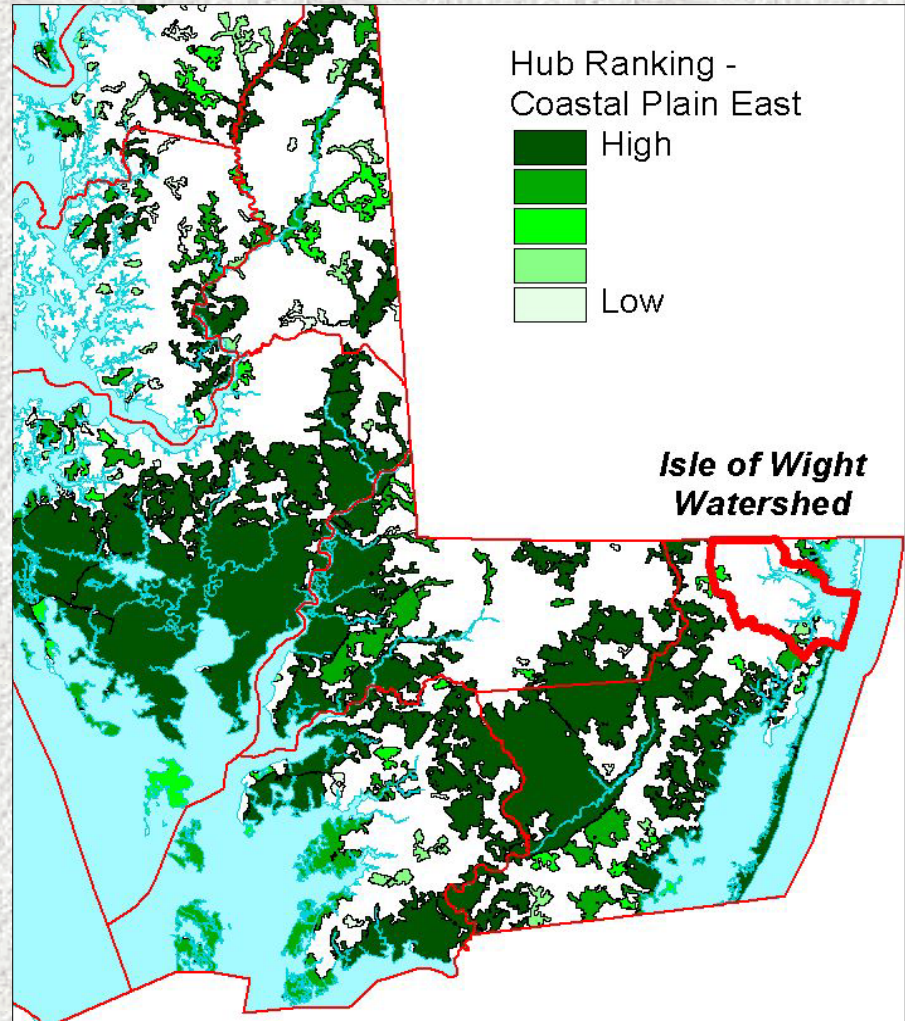 Hub Ranking -
Coastal Plain East
High
Low
Isle of Wight
Watershed